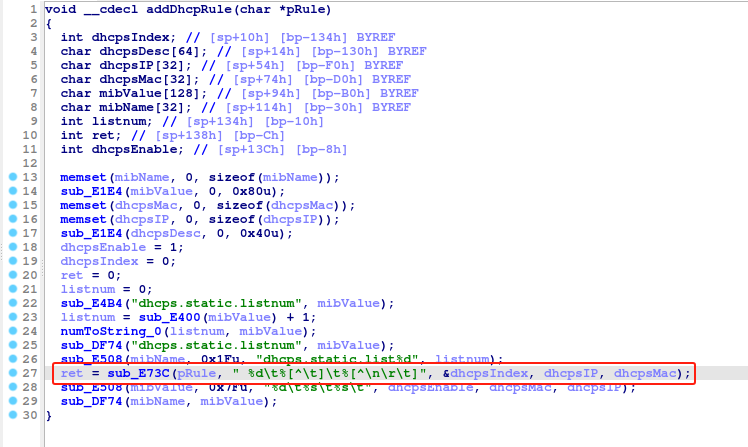 1 void __cdecl addDhcpRule(char *pRule)
2 {
3 int dhcpsIndex; // [sp+10h] [bp-134h] BYREF
4 char dhcpsDesc[64]; // [sp+14h] [bp-130h] BYREF
5 char dhcpsIP[32]; // [sp+54h] [bp-F0h] BYREF
6 char dhcpsMac[32]; // [sp+74h] [bp-D0h] BYREF
7 char mibValue[128]; // [sp+94h] [bp-B0h] BYREF
8 char mibName[32]; // [sp+114h] [bp-30h] BYREF
9 int listnum; // [sp+134h] [bp-10h]
10 int ret; // [sp+138h] [bp-Ch]
11 int dhcpsEnable; // [sp+13Ch] [bp-8h]
12
13 memset(mibName, 0, sizeof(mibName));
14 sub_E1E4(mibValue, 0, 0x80u);
15 memset(dhcpsMac, 0, sizeof(dhcpsMac));
16 memset(dhcpsIP, 0, sizeof(dhcpsIP));
17 sub_E1E4(dhcpsDesc, 0, 0x40u);
18 dhcpsEnable = 1;
19 dhcpsIndex = 0;
20 ret = 0;
21 listnum = 0;
22 sub_E4B4("dhcps.static.listnum", mibValue);
23 listnum = sub_E400(mibValue) + 1;
24 numToString_0(listnum, mibValue);
25 sub_DF74("dhcps.static.listnum", mibValue);
26 sub_E508(mibName, 0x1Fu, "dhcps.static.list%d", listnum);
27 ret = sub_E73C(pRule, " %d\t%[^\t]\t%[^\n\r\t]", &dhcpsIndex, dhcpsIP, dhcpsMac);
28 sub_E508(mibValue, 0x7Fu, "%d\t%s\t%s\t", dhcpsEnable, dhcpsMac, dhcpsIP);
29 sub_DF74(mibName, mibValue);
30 }